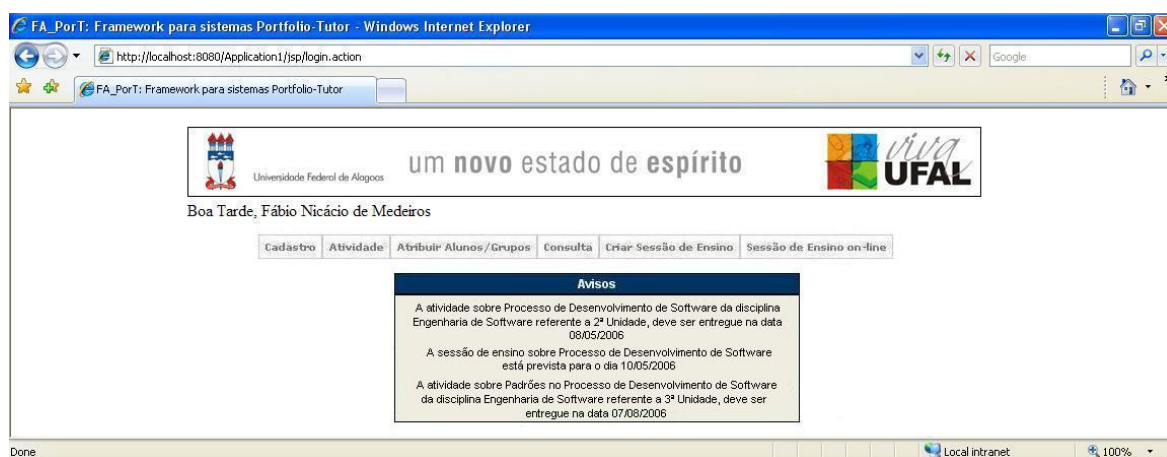 FA_PorT: Framework para sistemas Portfolio-Tutor - Windows Internet Explorer
http://localhost:8080/Application1/jsp/login.action
Google
FA_PorT: Framework para sistemas Portfolio-Tutor
Universidade Federal de Alagoas
um novo estado de espírito
viva
UFAL
Boa Tarde, Fábio Nicácio de Medeiros
Cadastro Atividade Atribuir Alunos/Grupos Consulta Criar Sessão de Ensino Sessão de Ensino on-line
Avisos
A atividade sobre Processo de Desenvolvimento de Software da disciplina
Engenharia de Software referente a 2ª Unidade, deve ser entregue na data
08/05/2006
A sessão de ensino sobre Processo de Desenvolvimento de Software
está prevista para o dia 10/05/2006
A atividade sobre Padrões no Processo de Desenvolvimento de Software
da disciplina Engenharia de Software referente a 3ª Unidade, deve ser
entregue na data 07/08/2006
Done Local intranet 100%